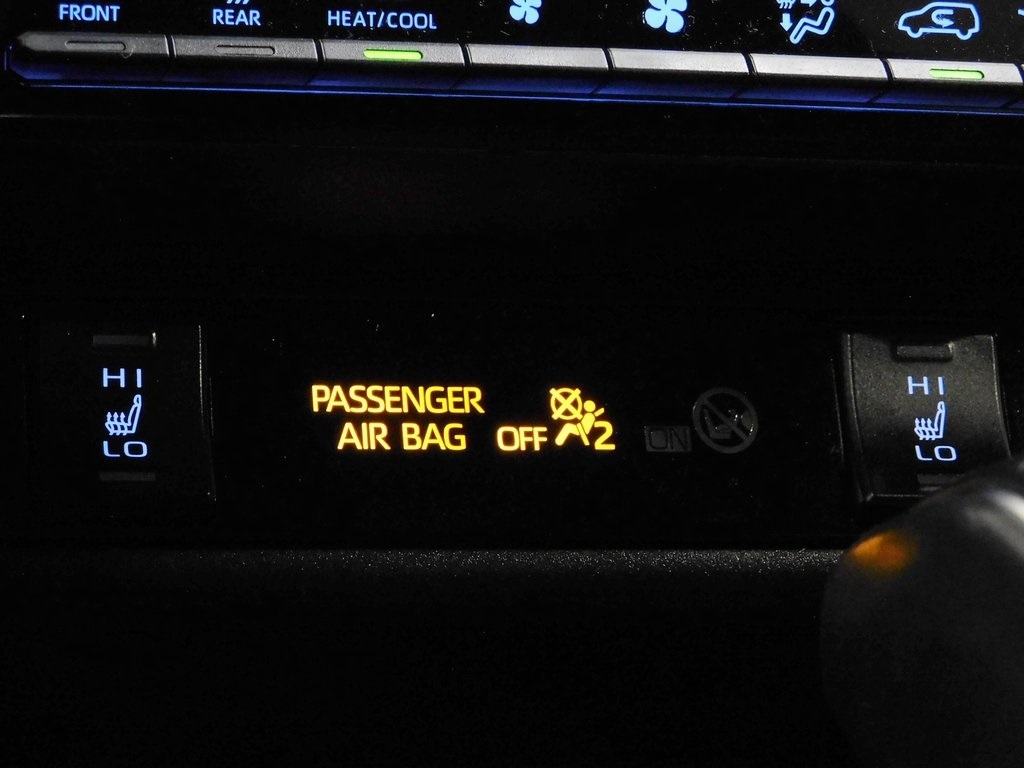 FRONT REAR HEAT/COOL
HI
LO
PASSENGER
AIR BAG OFF 2
ON
HI
LO